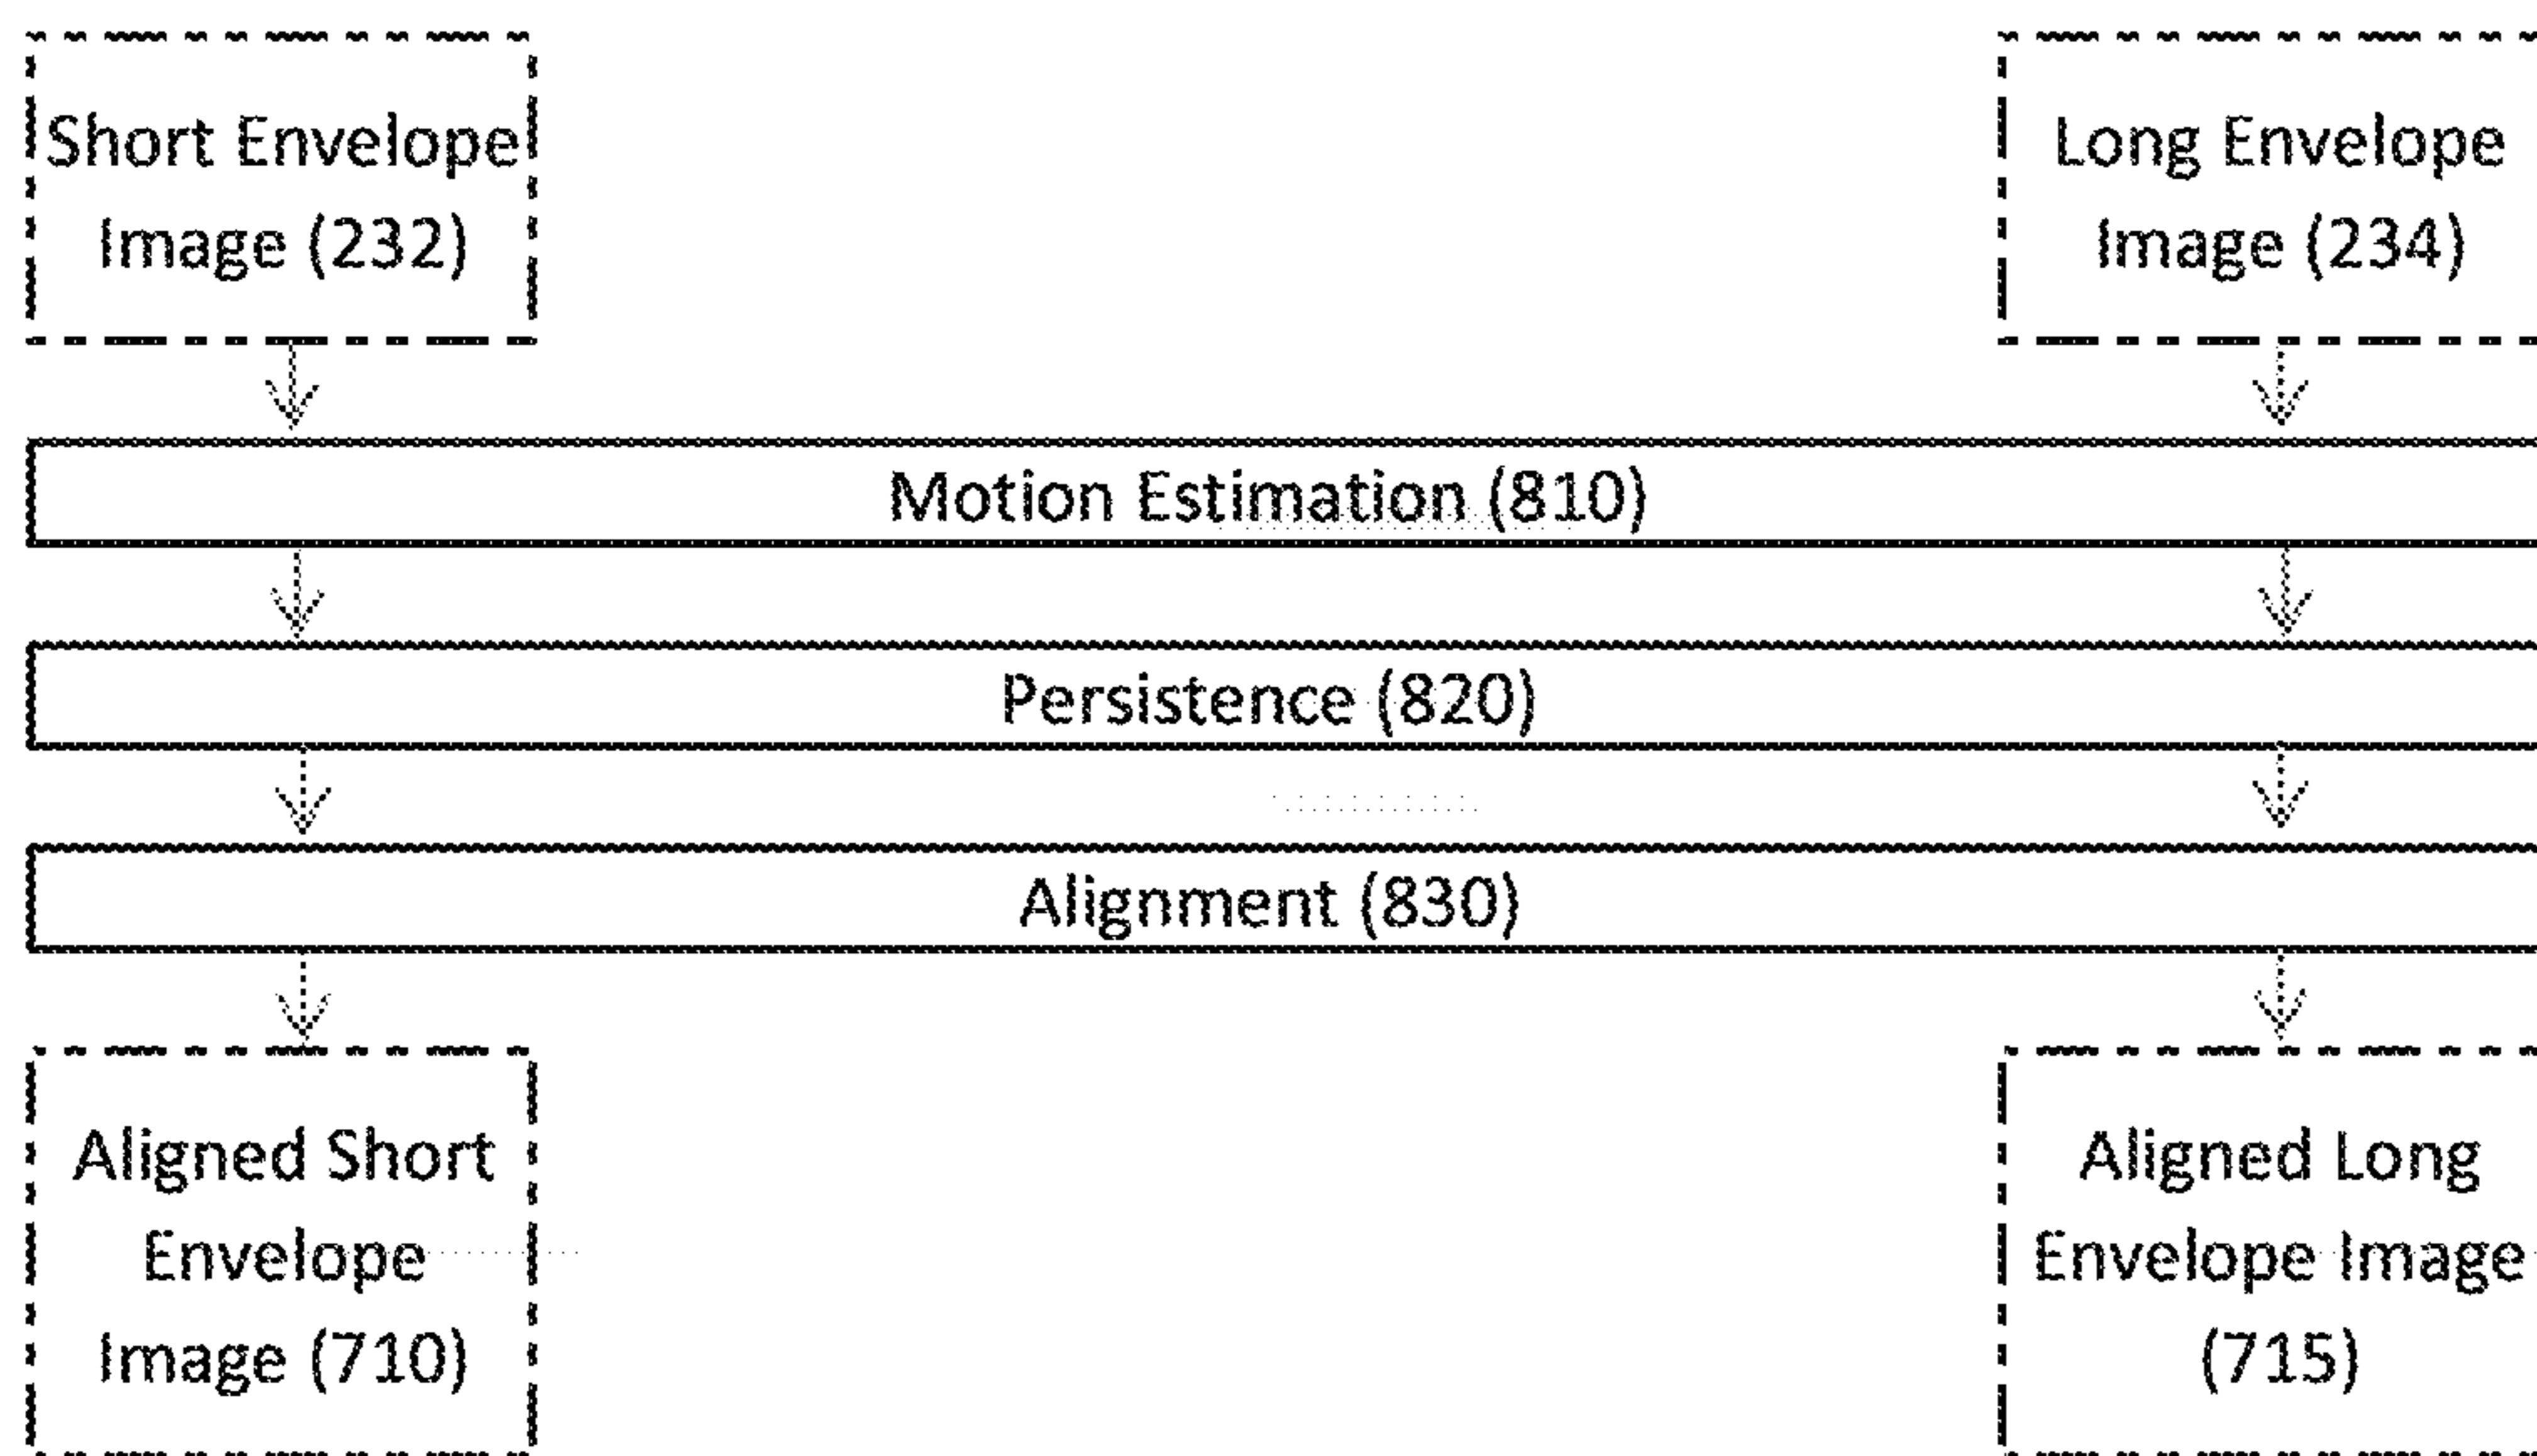 Short Envelope
Image (232)
Long Envelope
Image (234)
Motion Estimation (810)
Persistence (820)
Alignment (830)
Aligned Short
Envelope
Image (710)
Aligned Long
Envelope Image
(715)